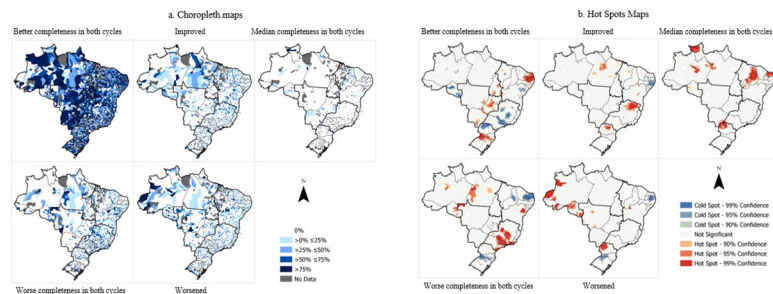 a. Choropleth maps
Better completeness in both cycles
Improved
Median completeness in both cycles
N
0%
>0% ≤25%
>25% ≤50%
>50% ≤75%
>75%
No Data
Worse completeness in both cycles
Worsened
b. Hot Spots Maps
Better completeness in both cycles
Improved
Median completeness in both cycles
N
Cold Spot - 99% Confidence
Cold Spot - 95% Confidence
Cold Spot - 90% Confidence
Not Significant
Hot Spot - 90% Confidence
Hot Spot - 95% Confidence
Hot Spot - 99% Confidence
Worse completeness in both cycles
Worsened